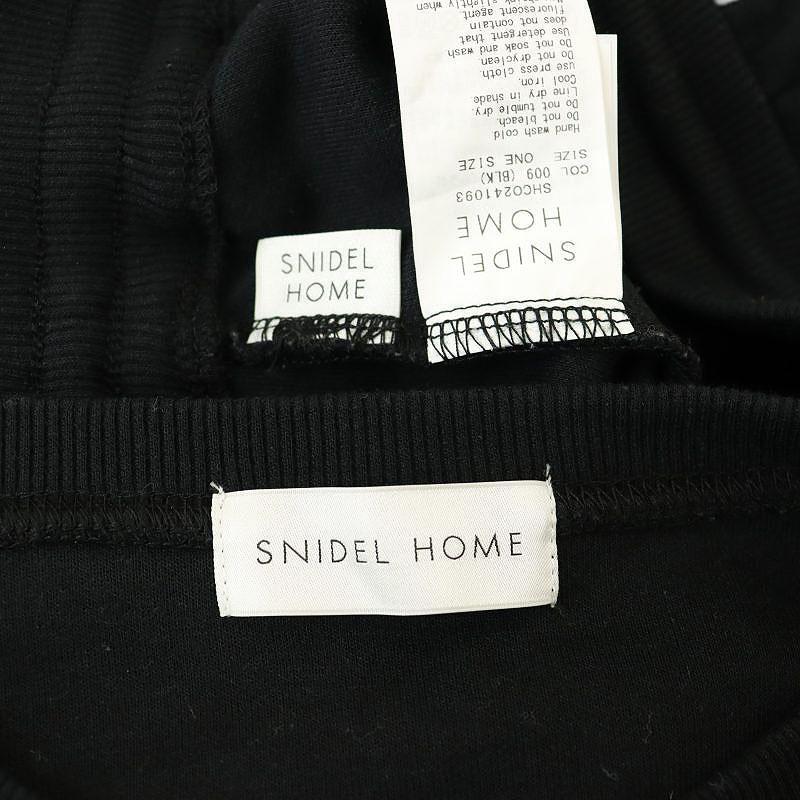 SNIDEL
HOME
SNIDEL
HOME
SHCO241093
COL 009 (BLK)
SIZE ONE SIZE
Hand wash cold
Do not bleach.
Do not tumble dry.
Line dry in shade
Cool iron.
use press cloth.
Do not dryclean.
Do not soak and wash
Use detergent that
does not contain
fluorescent agent
slightly when
SNIDEL HOME